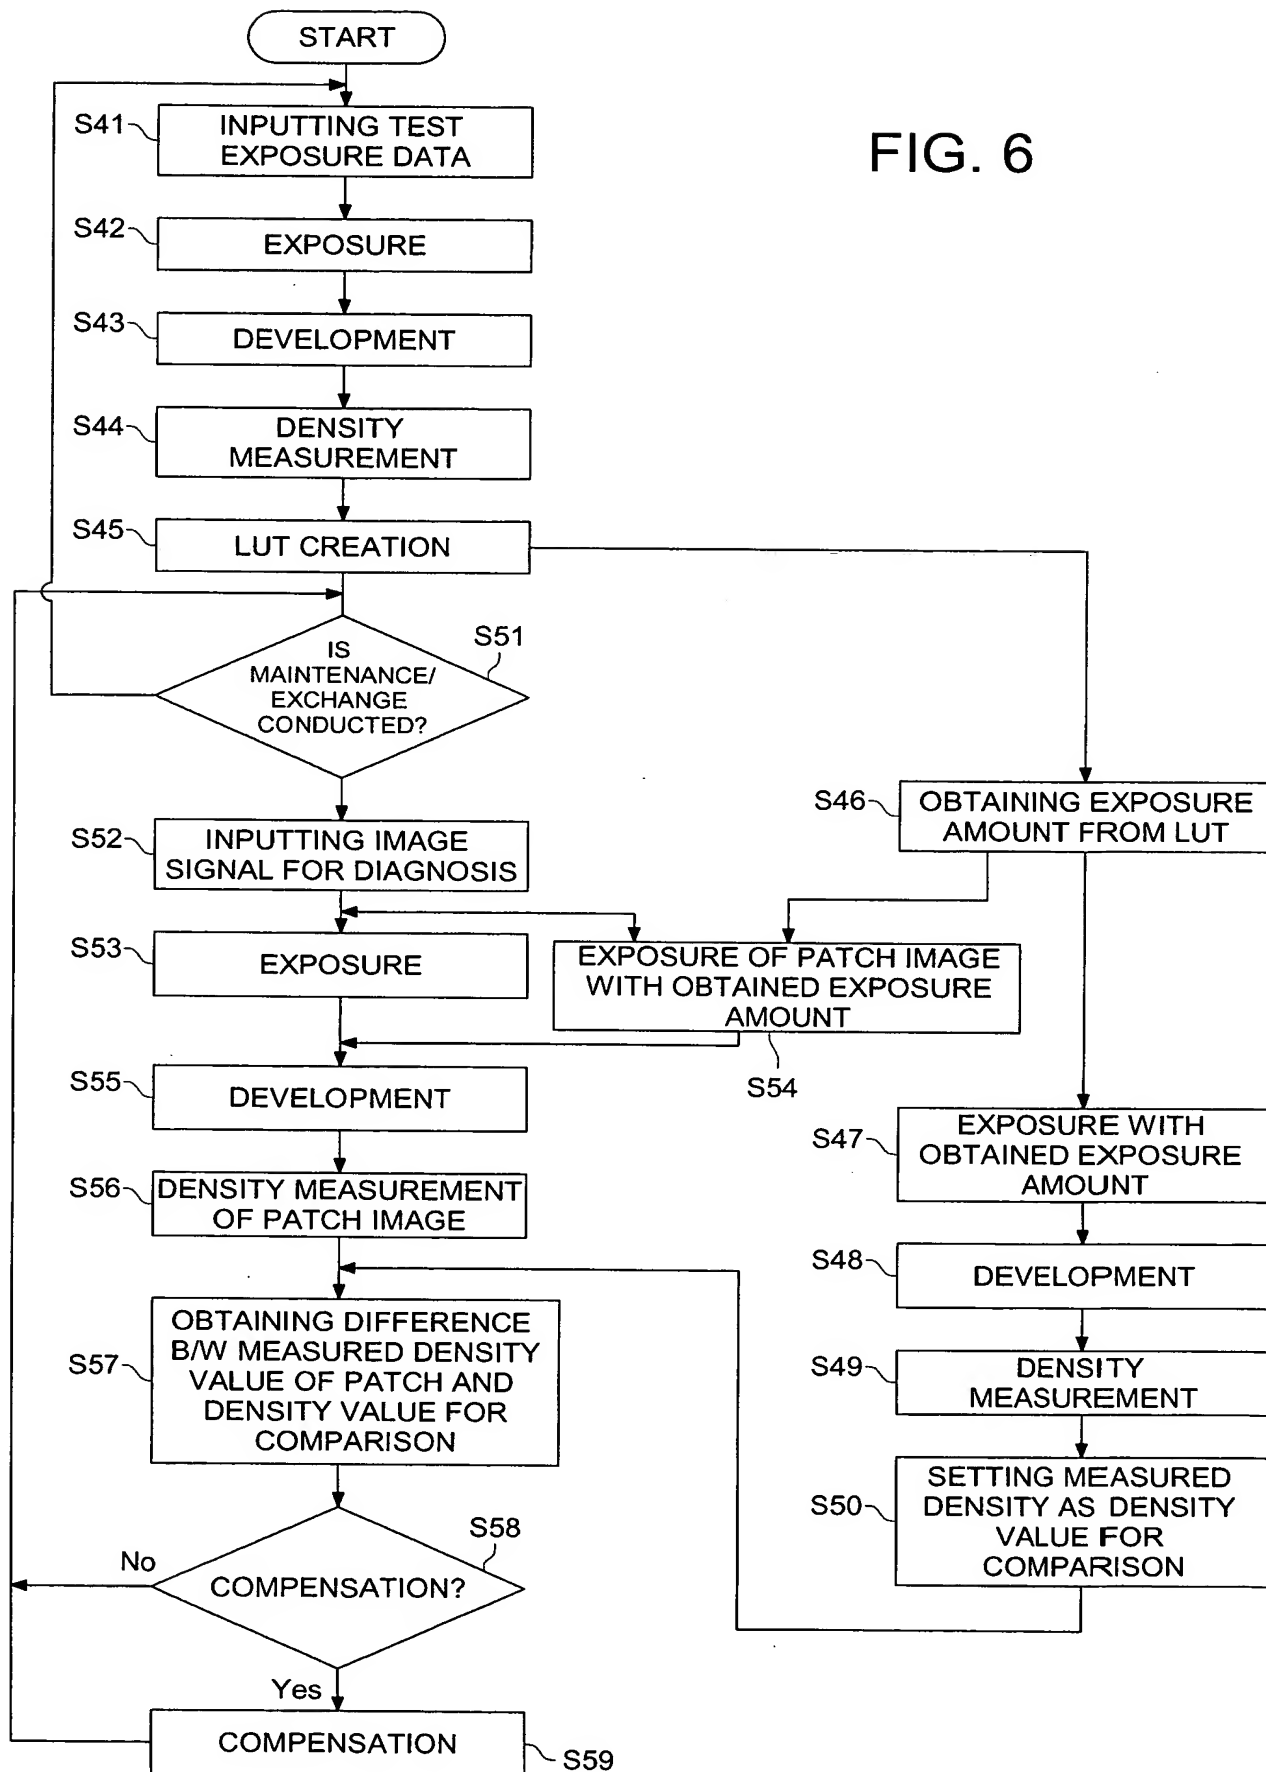 START
FIG. 6
S41
INPUTTING TEST
EXPOSURE DATA
S42
EXPOSURE
S43
DEVELOPMENT
S44
DENSITY
MEASUREMENT
S45
LUT CREATION
S51
IS
MAINTENANCE/
EXCHANGE
CONDUCTED?
S46
OBTAINING EXPOSURE
AMOUNT FROM LUT
S52
INPUTTING IMAGE
SIGNAL FOR DIAGNOSIS
S53
EXPOSURE
EXPOSURE OF PATCH IMAGE
WITH OBTAINED EXPOSURE
AMOUNT
S54
S55
DEVELOPMENT
S47
EXPOSURE WITH
OBTAINED EXPOSURE
AMOUNT
S56
DENSITY MEASUREMENT
OF PATCH IMAGE
S48
DEVELOPMENT
S57
OBTAINING DIFFERENCE
B/W MEASURED DENSITY
VALUE OF PATCH AND
DENSITY VALUE FOR
COMPARISON
S49
DENSITY
MEASUREMENT
S50
SETTING MEASURED
DENSITY AS DENSITY
VALUE FOR
COMPARISON
S58
No
COMPENSATION?
Yes
COMPENSATION
S59